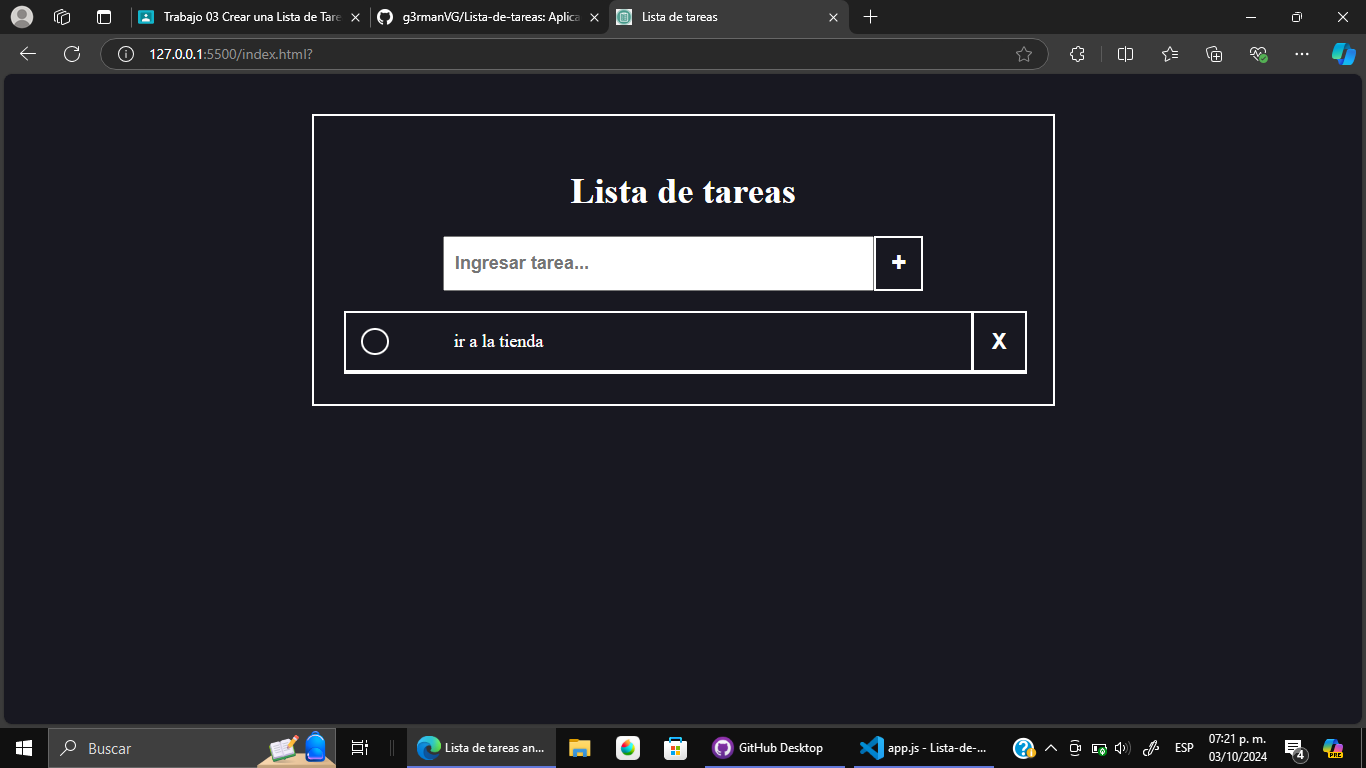 Trabajo 03 Crear una Lista de Tare
g3rmanVG/Lista-de-tareas: Aplica
Lista de tareas
127.0.0.1:5500/index.html?
Lista de tareas
Ingresar tarea...
+
ir a la tienda
X
Buscar
Lista de tareas an...
GitHub Desktop
app.js - Lista-de-...
ESP
07:21 p. m.
03/10/2024
4
PRE